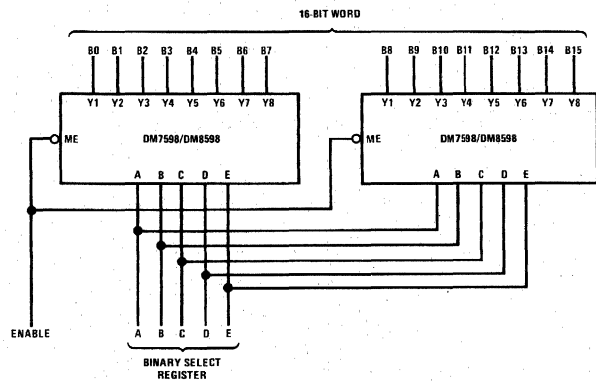 16-BIT WORD
B0 B1 B2 B3 B4 B5 B6 B7
B8 B9 B10 B11 B12 B13 B14 B15
Y1 Y2 Y3 Y4 Y5 Y6 Y7 Y8
Y1 Y2 Y3 Y4 Y5 Y6 Y7 Y8
ME DM7598/DM8598
ME DM7598/DM8598
A B C D E
A B C D E
ENABLE
A B C D E
BINARY SELECT
REGISTER